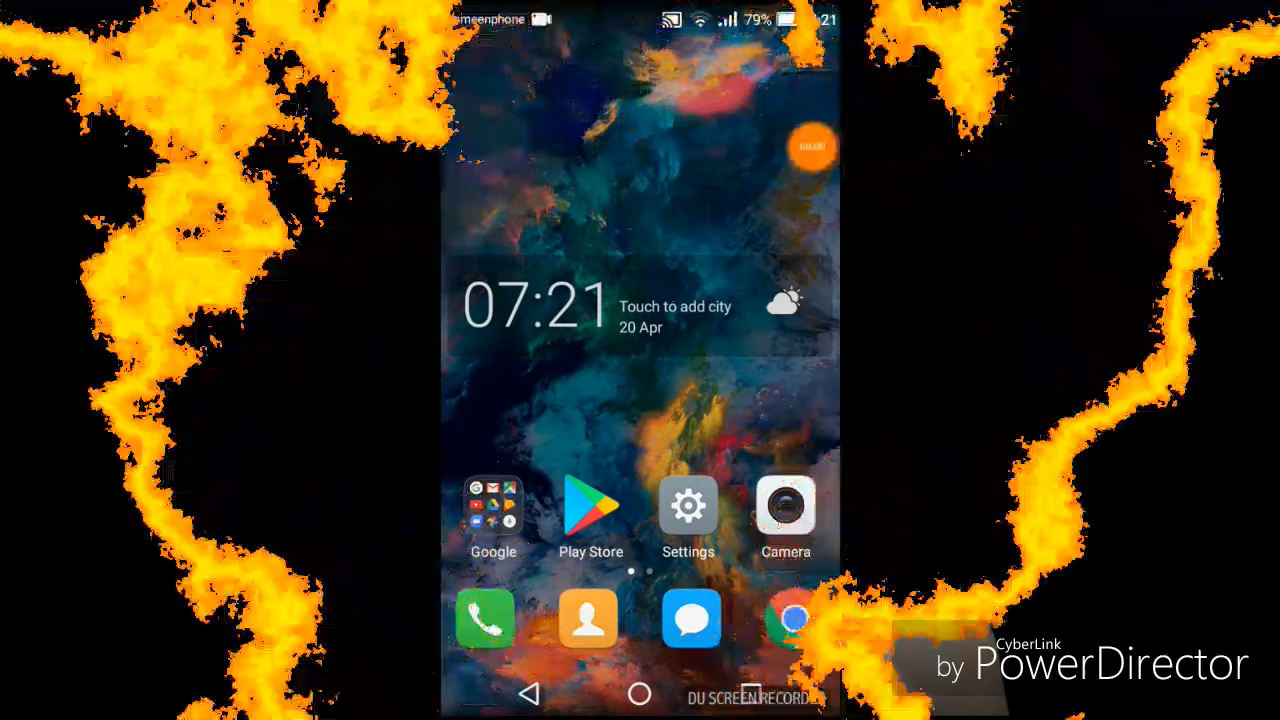 79%
07:21
Touch to add city
20 Apr
Google
Play Store
Settings
Camera
DU SCREEN RECORDER
CyberLink
by PowerDirector